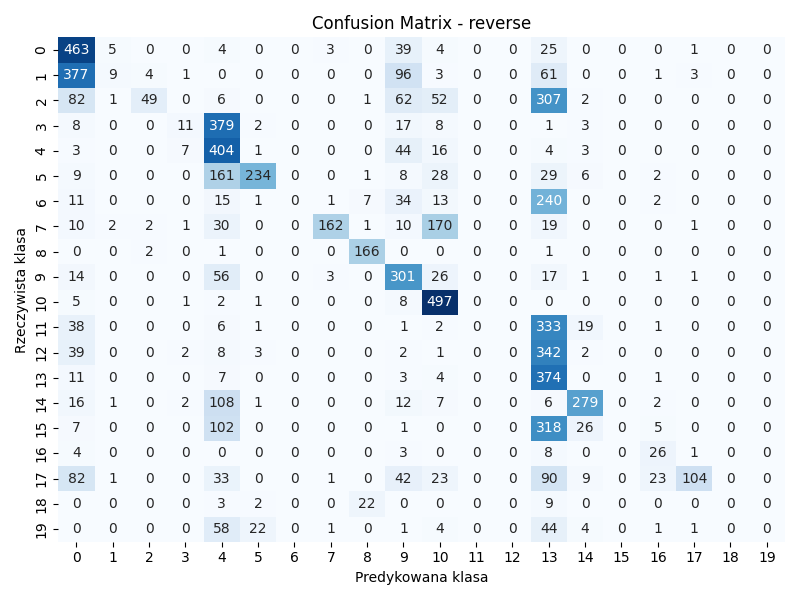 Confusion Matrix - reverse
Rzeczywista klasa
0 463 5 0 0 4 0 0 3 0 39 4 0 0 25 0 0 0 1 0 0
1 377 9 4 1 0 0 0 0 0 96 3 0 0 61 0 0 1 3 0 0
2 82 1 49 0 6 0 0 0 1 62 52 0 0 307 2 0 0 0 0 0
3 8 0 0 11 379 2 0 0 0 17 8 0 0 1 3 0 0 0 0 0
4 3 0 0 7 404 1 0 0 0 44 16 0 0 4 3 0 0 0 0 0
5 9 0 0 0 161 234 0 0 1 8 28 0 0 29 6 0 2 0 0 0
6 11 0 0 0 15 1 0 1 7 34 13 0 0 240 0 0 2 0 0 0
7 10 2 2 1 30 0 0 162 1 10 170 0 0 19 0 0 0 1 0 0
8 0 0 2 0 1 0 0 0 166 0 0 0 0 1 0 0 0 0 0 0
9 14 0 0 0 56 0 0 3 0 301 26 0 0 17 1 0 1 1 0 0
10 5 0 0 1 2 1 0 0 0 8 497 0 0 0 0 0 0 0 0 0
11 38 0 0 0 6 1 0 0 0 1 2 0 0 333 19 0 1 0 0 0
12 39 0 0 2 8 3 0 0 0 2 1 0 0 342 2 0 0 0 0 0
13 11 0 0 0 7 0 0 0 0 3 4 0 0 374 0 0 1 0 0 0
14 16 1 0 2 108 1 0 0 0 12 7 0 0 6 279 0 2 0 0 0
15 7 0 0 0 102 0 0 0 0 1 0 0 0 318 26 0 5 0 0 0
16 4 0 0 0 0 0 0 0 0 3 0 0 0 8 0 0 26 1 0 0
17 82 1 0 0 33 0 0 1 0 42 23 0 0 90 9 0 23 104 0 0
18 0 0 0 0 3 2 0 0 22 0 0 0 0 9 0 0 0 0 0 0
19 0 0 0 0 58 22 0 1 0 1 4 0 0 44 4 0 1 1 0 0
0 1 2 3 4 5 6 7 8 9 10 11 12 13 14 15 16 17 18 19
Predykowana klasa